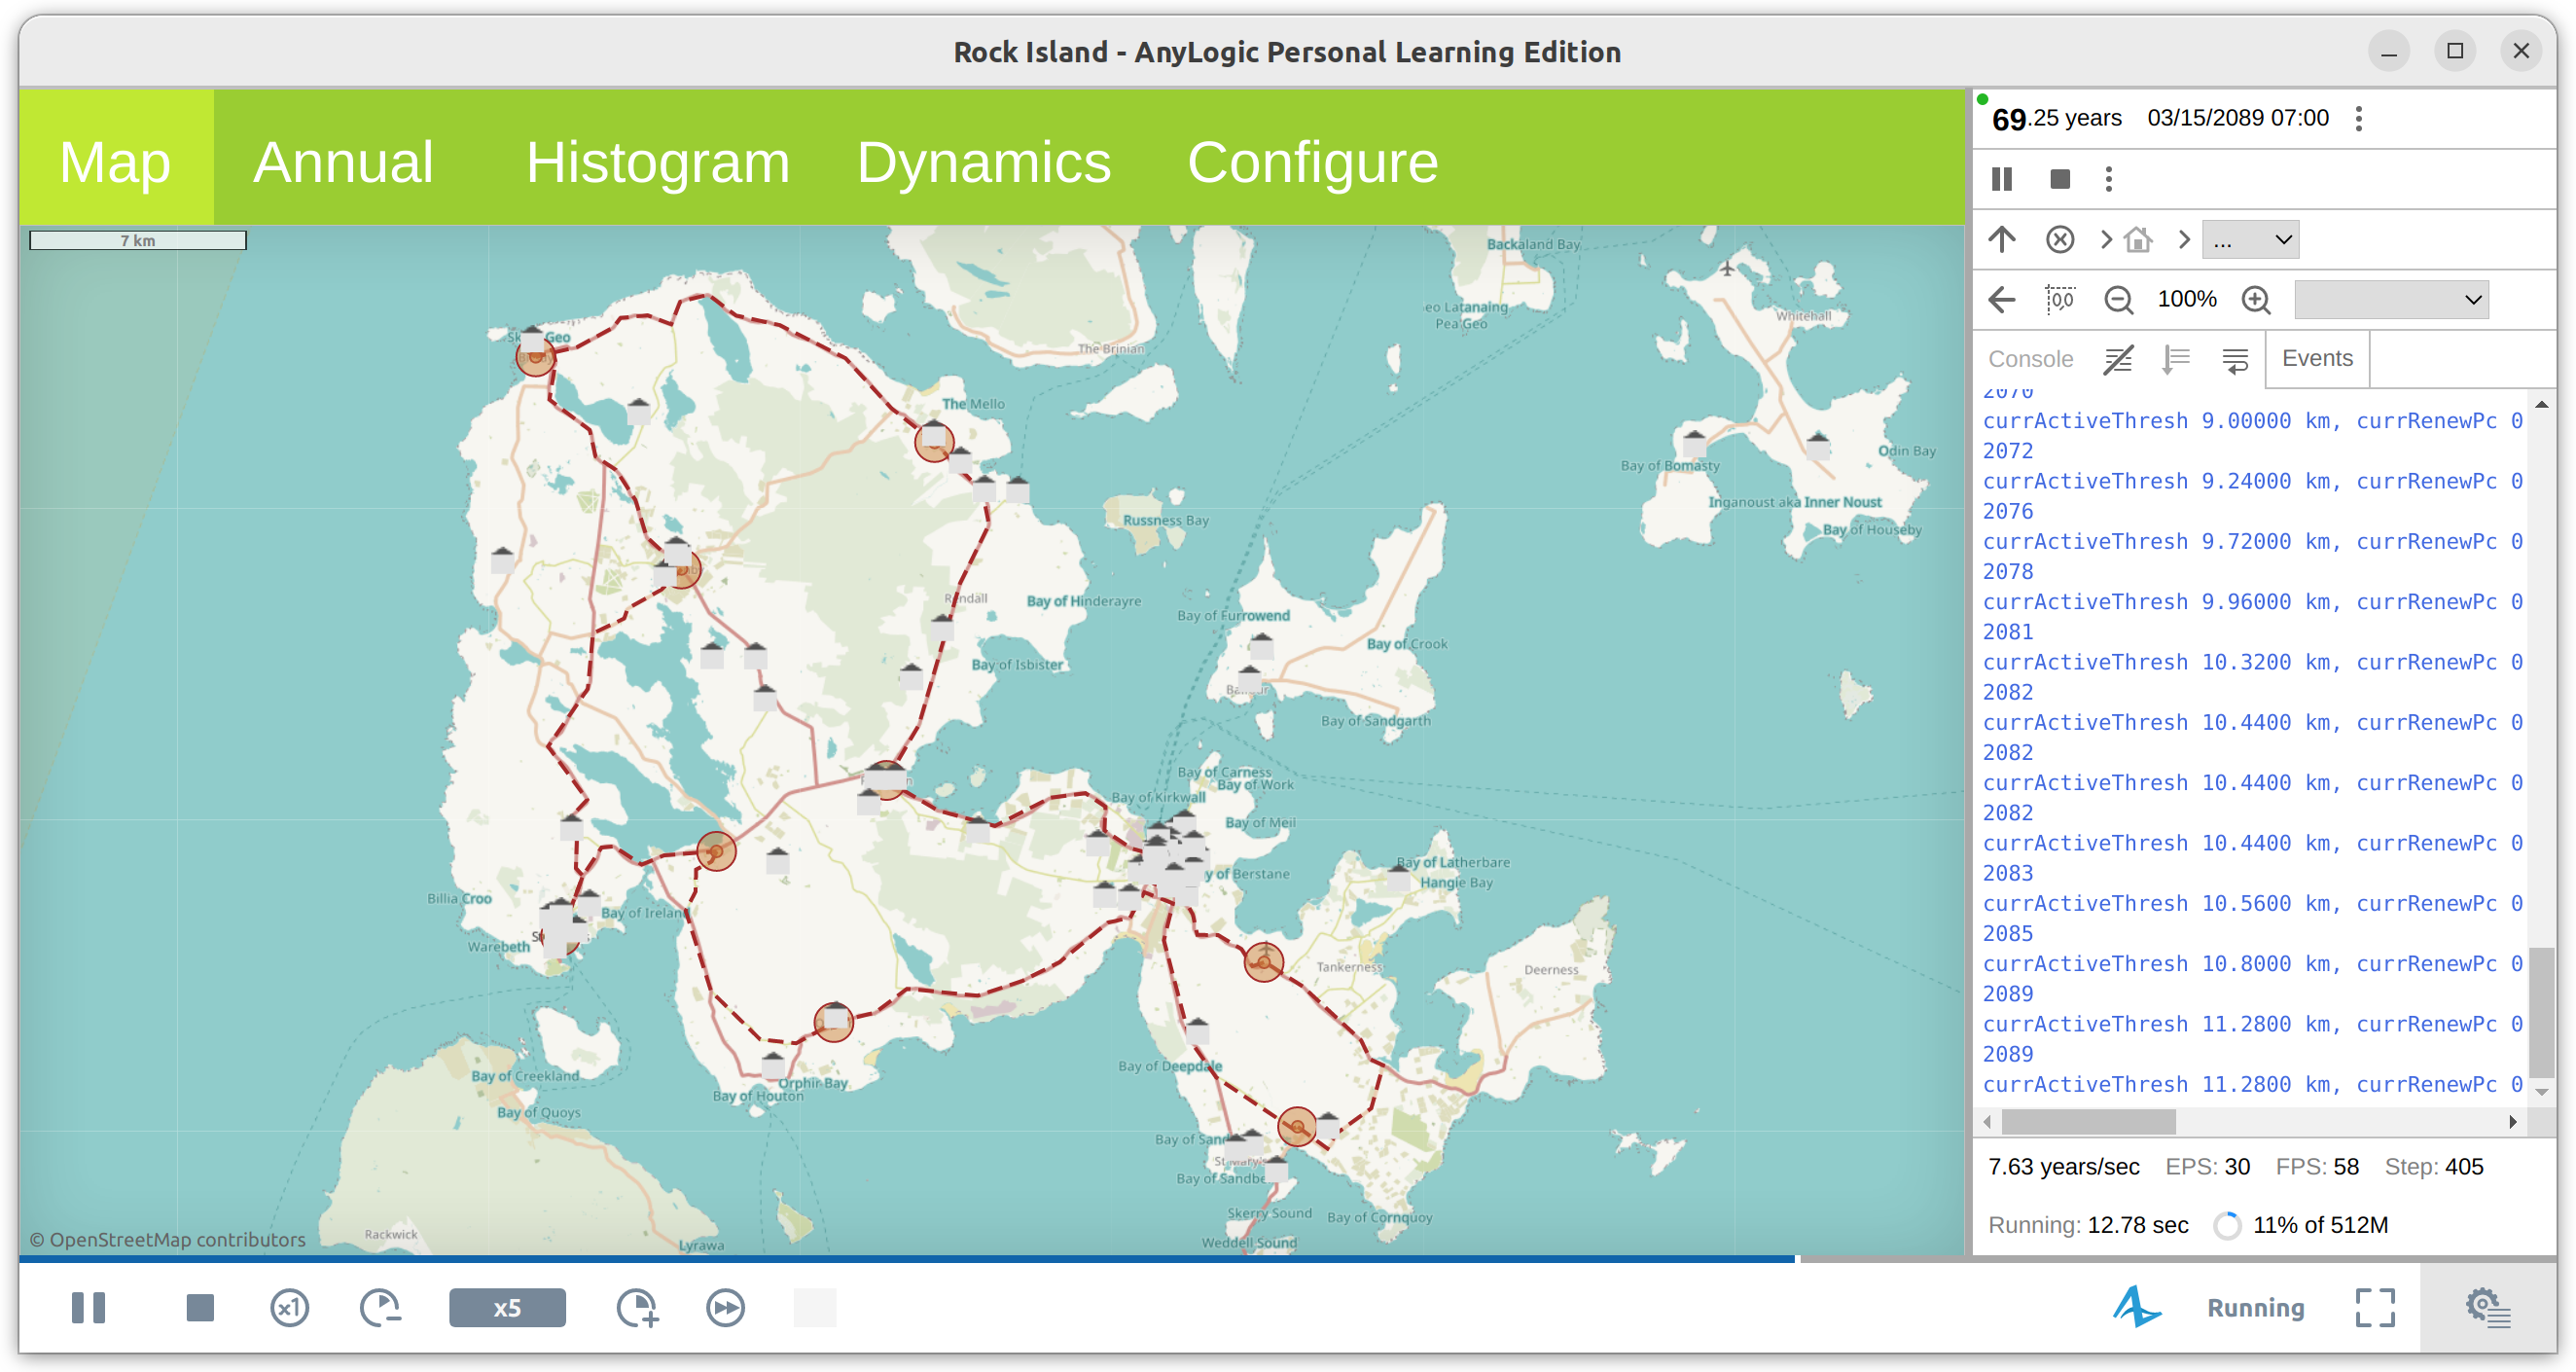 Rock Island - AnyLogic Personal Learning Edition
Map
Annual
Histogram
Dynamics
Configure
69.25 years
03/15/2089 07:00
...
100%
Console
Events
2070
currActiveThresh 9.00000 km, currRenewPc 0
2072
currActiveThresh 9.24000 km, currRenewPc 0
2076
currActiveThresh 9.72000 km, currRenewPc 0
2078
currActiveThresh 9.96000 km, currRenewPc 0
2081
currActiveThresh 10.3200 km, currRenewPc 0
2082
currActiveThresh 10.4400 km, currRenewPc 0
2082
currActiveThresh 10.4400 km, currRenewPc 0
2082
currActiveThresh 10.4400 km, currRenewPc 0
2083
currActiveThresh 10.5600 km, currRenewPc 0
2085
currActiveThresh 10.8000 km, currRenewPc 0
2089
currActiveThresh 11.2800 km, currRenewPc 0
2089
currActiveThresh 11.2800 km, currRenewPc 0
7.63 years/sec EPS: 30 FPS: 58 Step: 405
Running: 12.78 sec 11% of 512M
7 km
Backaland Bay
eo Latanaing
Pea Geo
Whitehall
The Brinian
Geo
The Mello
Odin Bay
Bay of Bomasty
Inganoust aka Inner Noust
Bay of Houseby
Russness Bay
Bay of Hinderayre
Bay of Furrowend
Bay of Crook
Bay of Isbister
Bay of Sandgarth
Bay of Carness
Bay of Work
Bay of Kirkwall
Bay of Meil
Bay of Latherbare
Hangie Bay
y of Berstane
Billia Croo
Bay of Ireland
Warebeth
Tankerness
Deerness
Bay of Deepdale
Bay of Creekland
Orphir Bay
Bay of Houton
Bay of Quoys
Bay of Sand
St Mary's
Bay of Sandbe
Skerry Sound
Bay of Cornquoy
Weddell Sound
Rackwick
Lyrawa
© OpenStreetMap contributors
x1
x5
Running